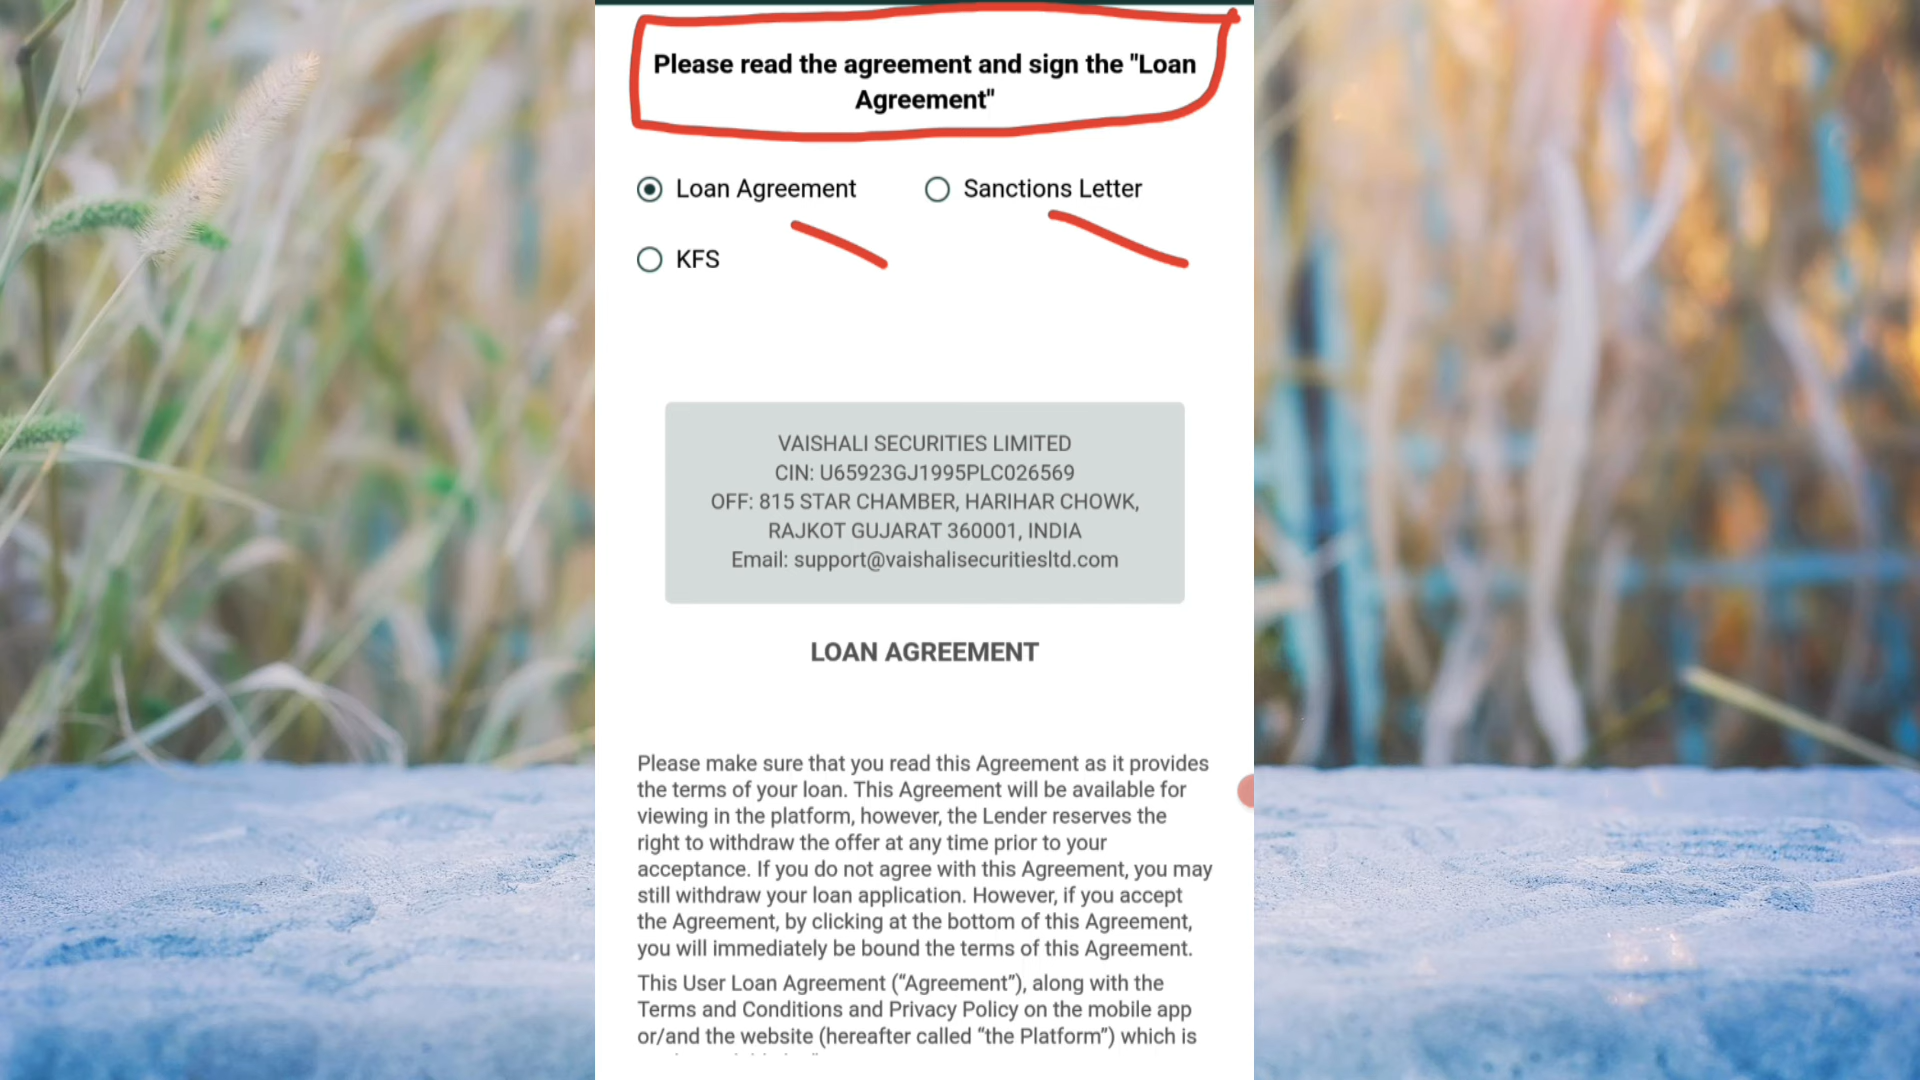 Please read the agreement and sign the "Loan
Agreement"
Loan Agreement
Sanctions Letter
KFS
VAISHALI SECURITIES LIMITED
CIN: U65923GJ1995PLC026569
OFF: 815 STAR CHAMBER, HARIHAR CHOWK,
RAJKOT GUJARAT 360001, INDIA
Email: support@vaishalisecuritiesltd.com
LOAN AGREEMENT
Please make sure that you read this Agreement as it provides
the terms of your loan. This Agreement will be available for
viewing in the platform, however, the Lender reserves the
right to withdraw the offer at any time prior to your
acceptance. If you do not agree with this Agreement, you may
still withdraw your loan application. However, if you accept
the Agreement, by clicking at the bottom of this Agreement,
you will immediately be bound the terms of this Agreement.
This User Loan Agreement (“Agreement”), along with the
Terms and Conditions and Privacy Policy on the mobile app
or/and the website (hereafter called “the Platform”) which is